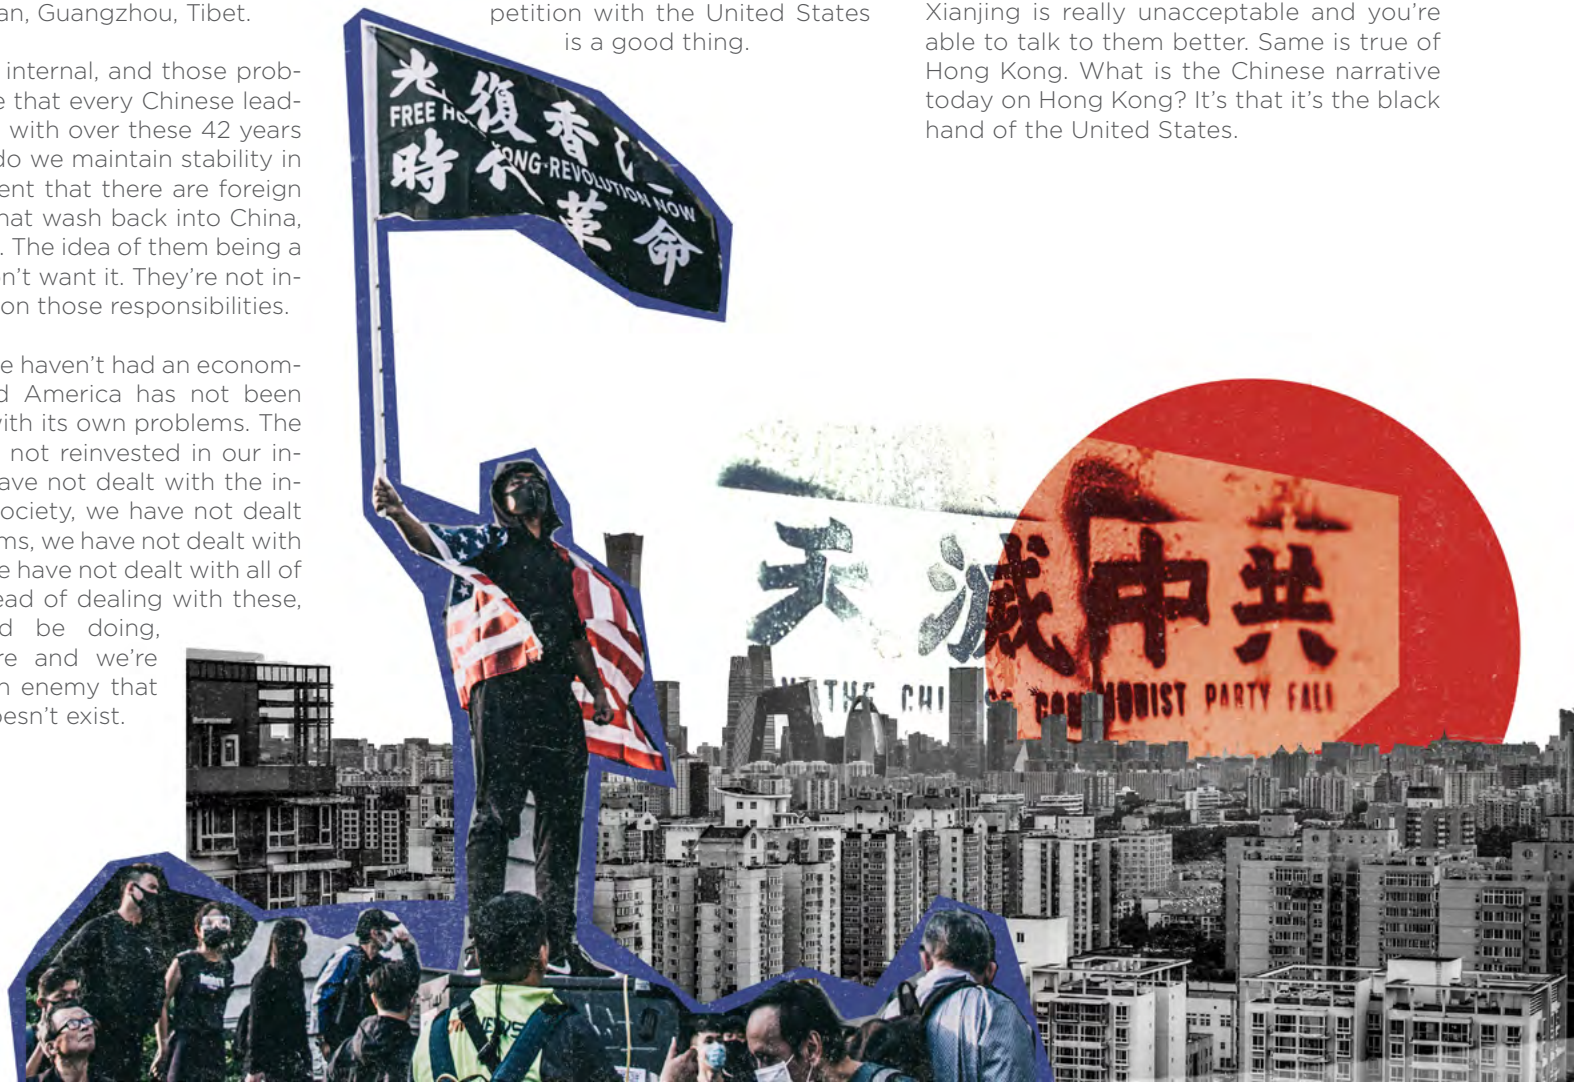 an, Guangzhou, Tibet.
internal, and those prob-
e that every Chinese lead-
with over these 42 years
do we maintain stability in
ent that there are foreign
hat wash back into China,
. The idea of them being a
n't want it. They're not in-
on those responsibilities.
e haven't had an econom-
d America has not been
with its own problems. The
not reinvested in our in-
ave not dealt with the in-
ociety, we have not dealt
ms, we have not dealt with
e have not dealt with all of
ead of dealing with these,
d be doing,
re and we're
n enemy that
oesn't exist.
petition with the United States
is a good thing.
Xianjing is really unacceptable and you're
able to talk to them better. Same is true of
Hong Kong. What is the Chinese narrative
today on Hong Kong? It's that it's the black
hand of the United States.
光復香
FREE HO
時代
ONG·REVOLUTION NOW
革命
天滅中共
THE CHI COMMUNIST PARTY FALL